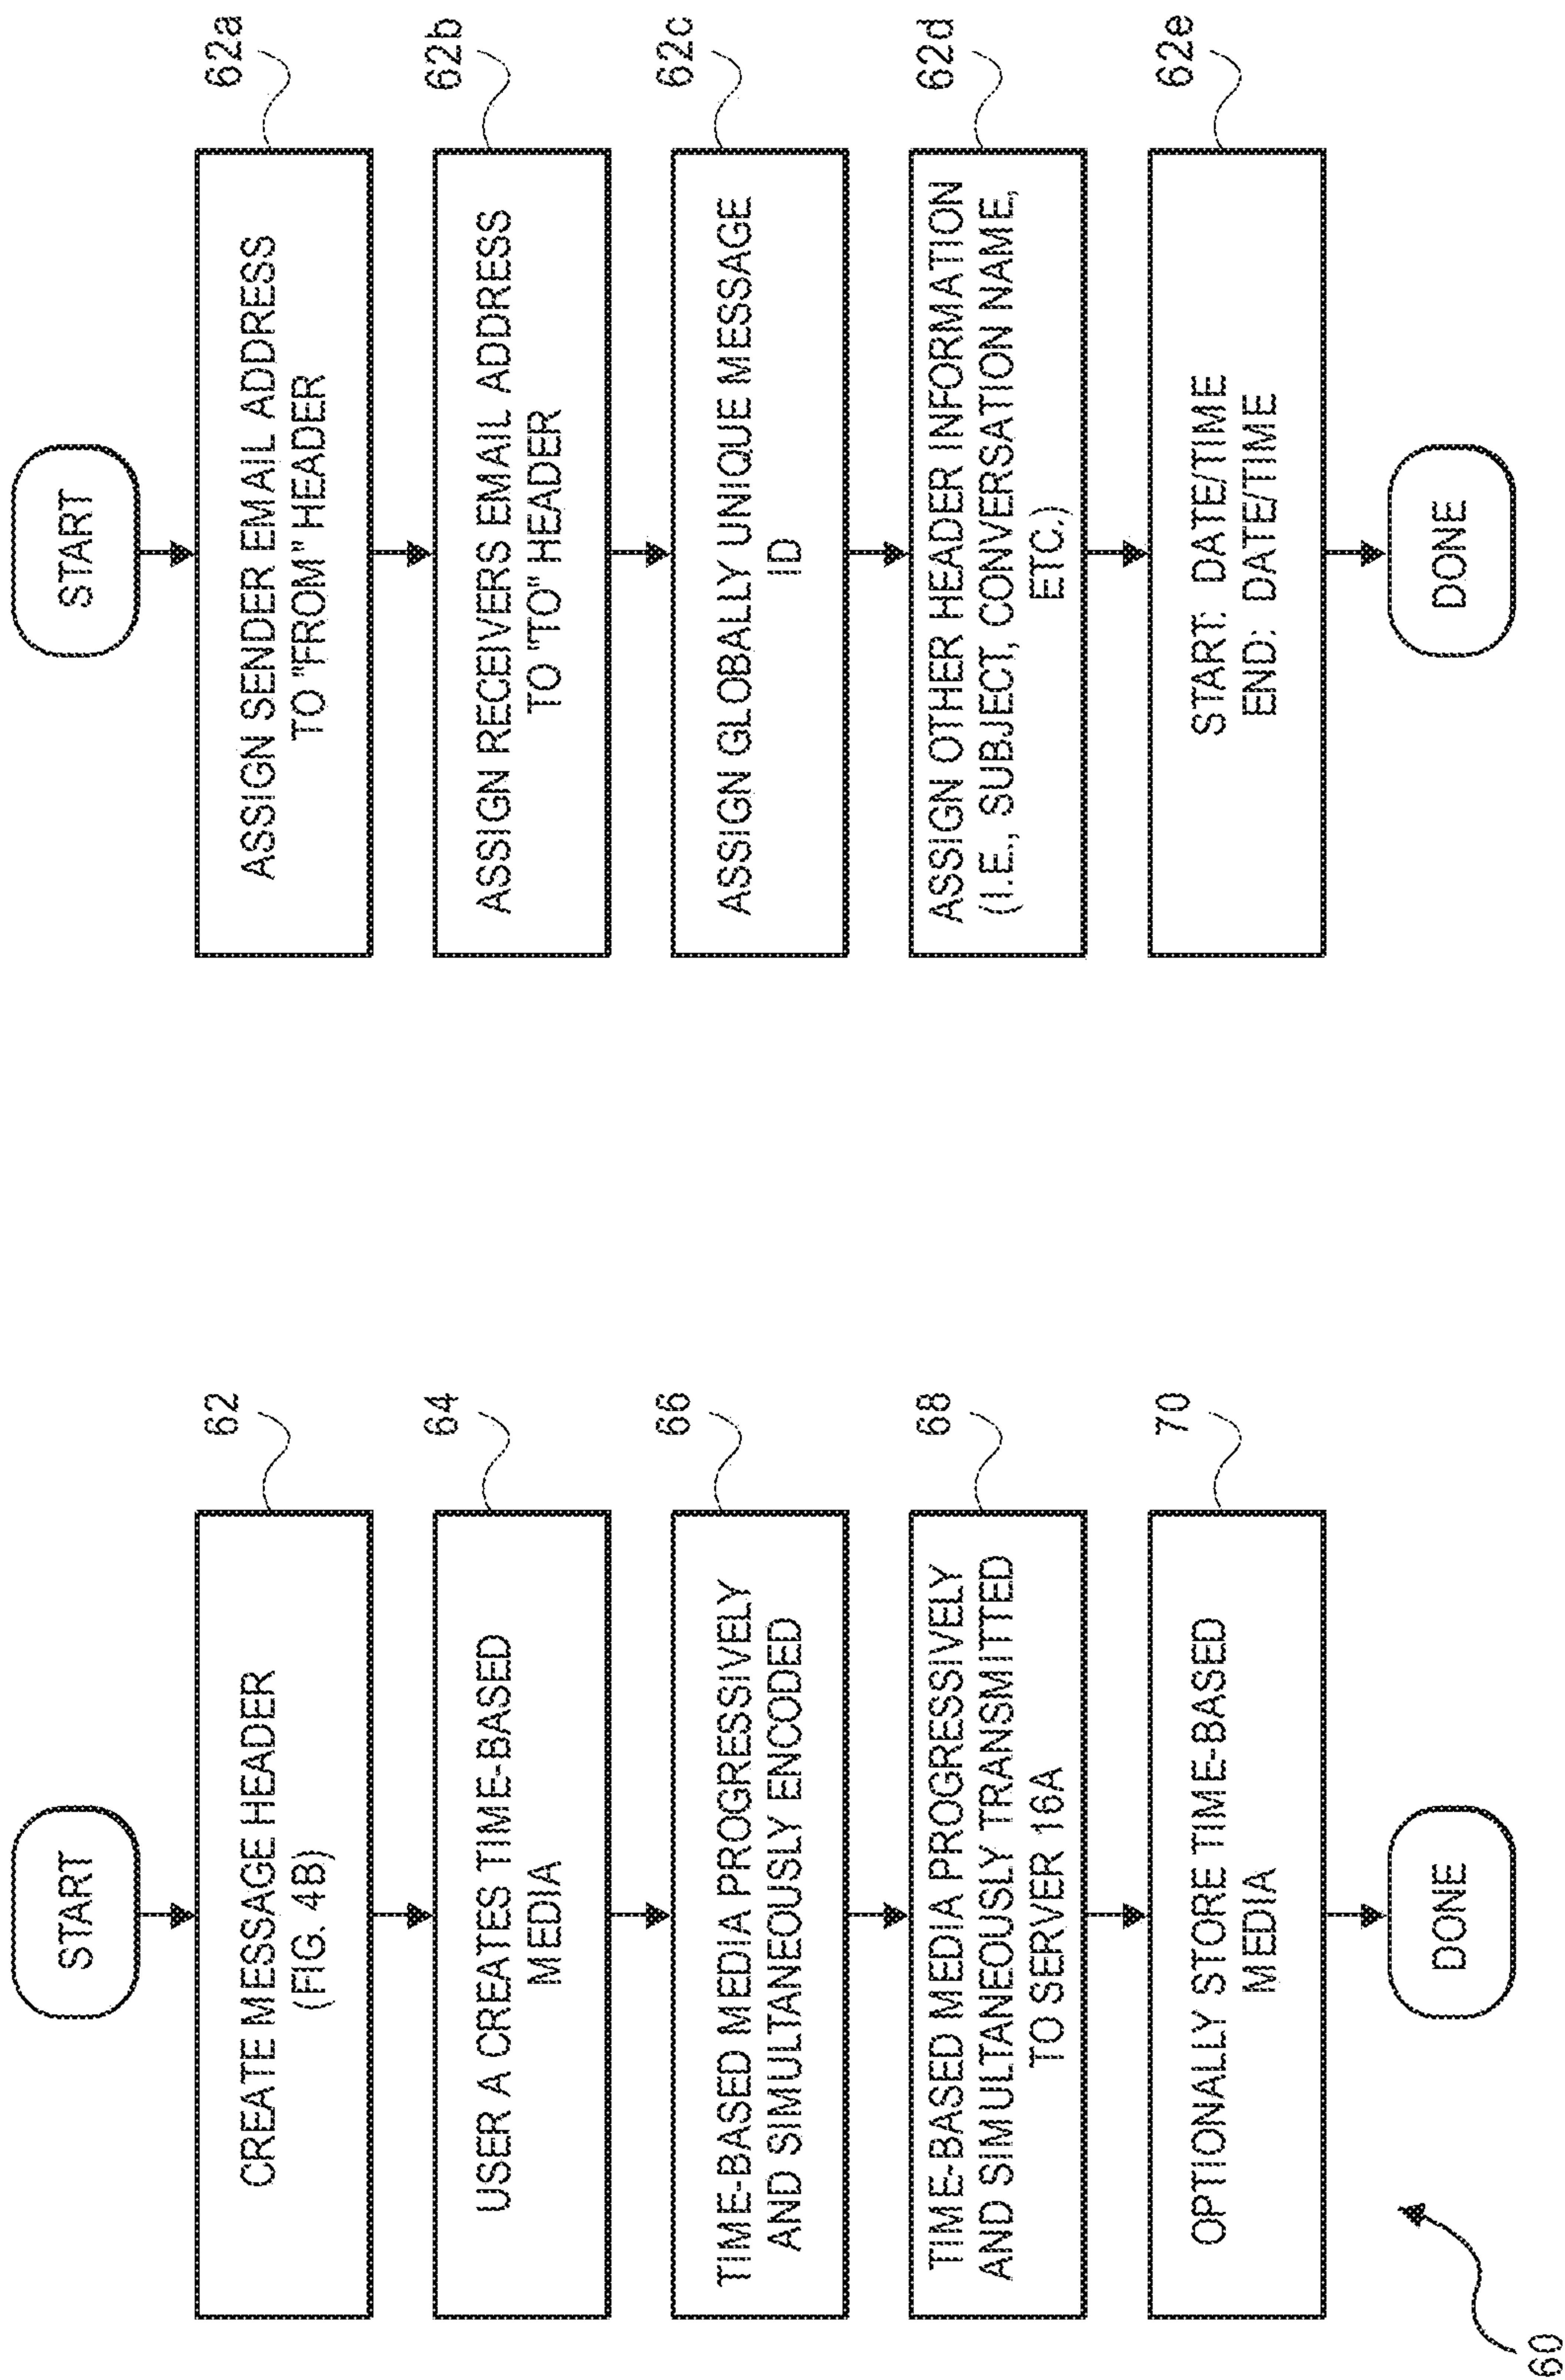 START
CREATE MESSAGE HEADER
(FIG. 4B)
62
USER A CREATES TIME-BASED
MEDIA
64
TIME-BASED MEDIA PROGRESSIVELY
AND SIMULTANEOUSLY ENCODED
66
TIME-BASED MEDIA PROGRESSIVELY
AND SIMULTANEOUSLY TRANSMITTED
TO SERVER 16A
68
OPTIONALLY STORE TIME-BASED
MEDIA
70
DONE
60
START
ASSIGN SENDER EMAIL ADDRESS
TO "FROM" HEADER
62a
ASSIGN RECEIVERS EMAIL ADDRESS
TO "TO" HEADER
62b
ASSIGN GLOBALLY UNIQUE MESSAGE
ID
62c
ASSIGN OTHER HEADER INFORMATION
(I.E., SUBJECT, CONVERSATION NAME,
ETC.)
62d
START: DATE/TIME
END: DATE/TIME
62e
DONE